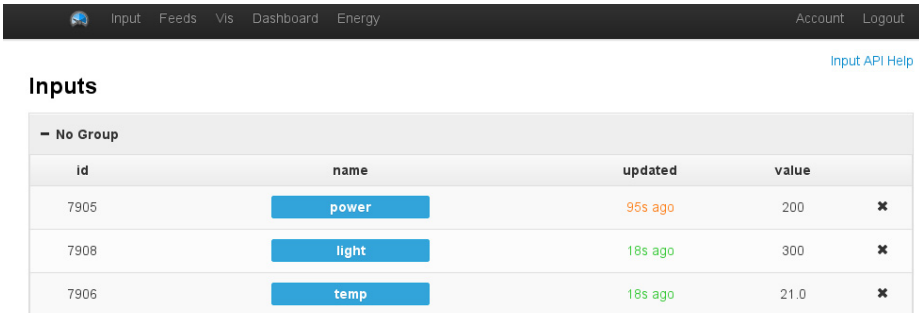 Input Feeds Vis Dashboard Energy Account Logout
Input API Help
Inputs
No Group
id name updated value
7905 power 95s ago 200
7908 light 18s ago 300
7906 temp 18s ago 21.0